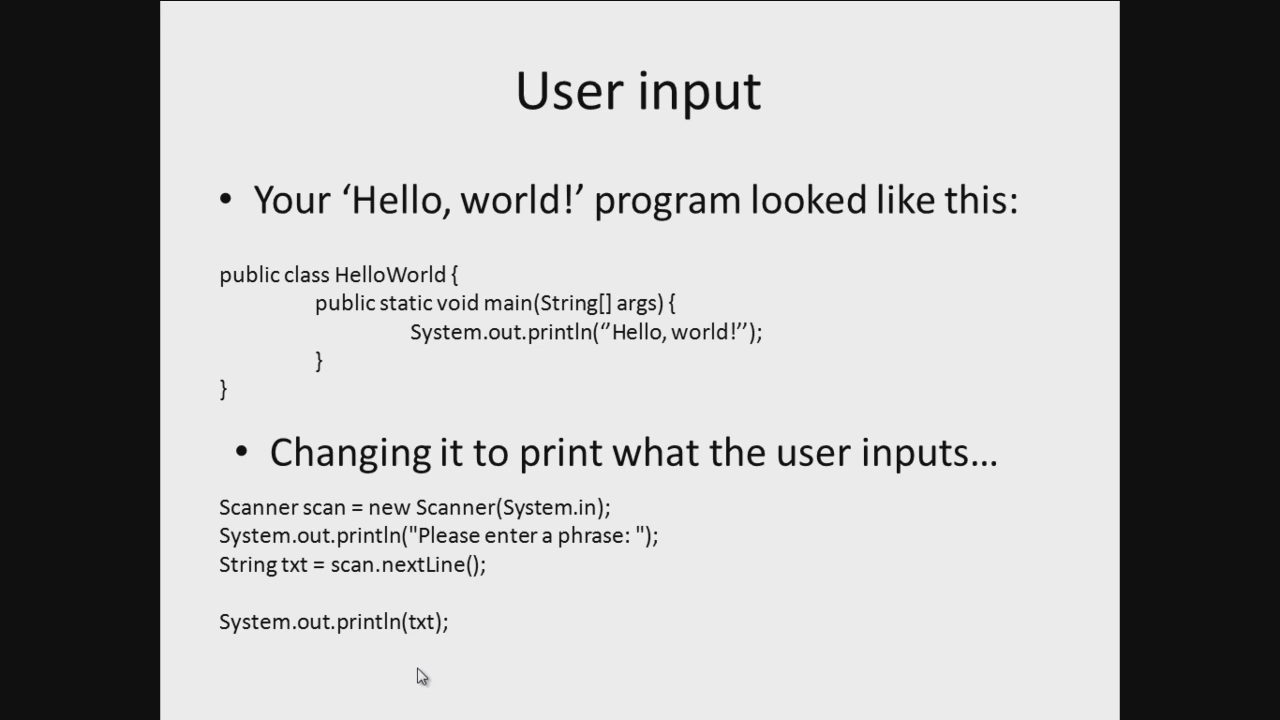 User input
• Your ‘Hello, world!’ program looked like this:
public class HelloWorld {
public static void main(String[] args) {
System.out.println(‘’Hello, world!’’);
}
}
• Changing it to print what the user inputs…
Scanner scan = new Scanner(System.in);
System.out.println("Please enter a phrase: ");
String txt = scan.nextLine();
System.out.println(txt);